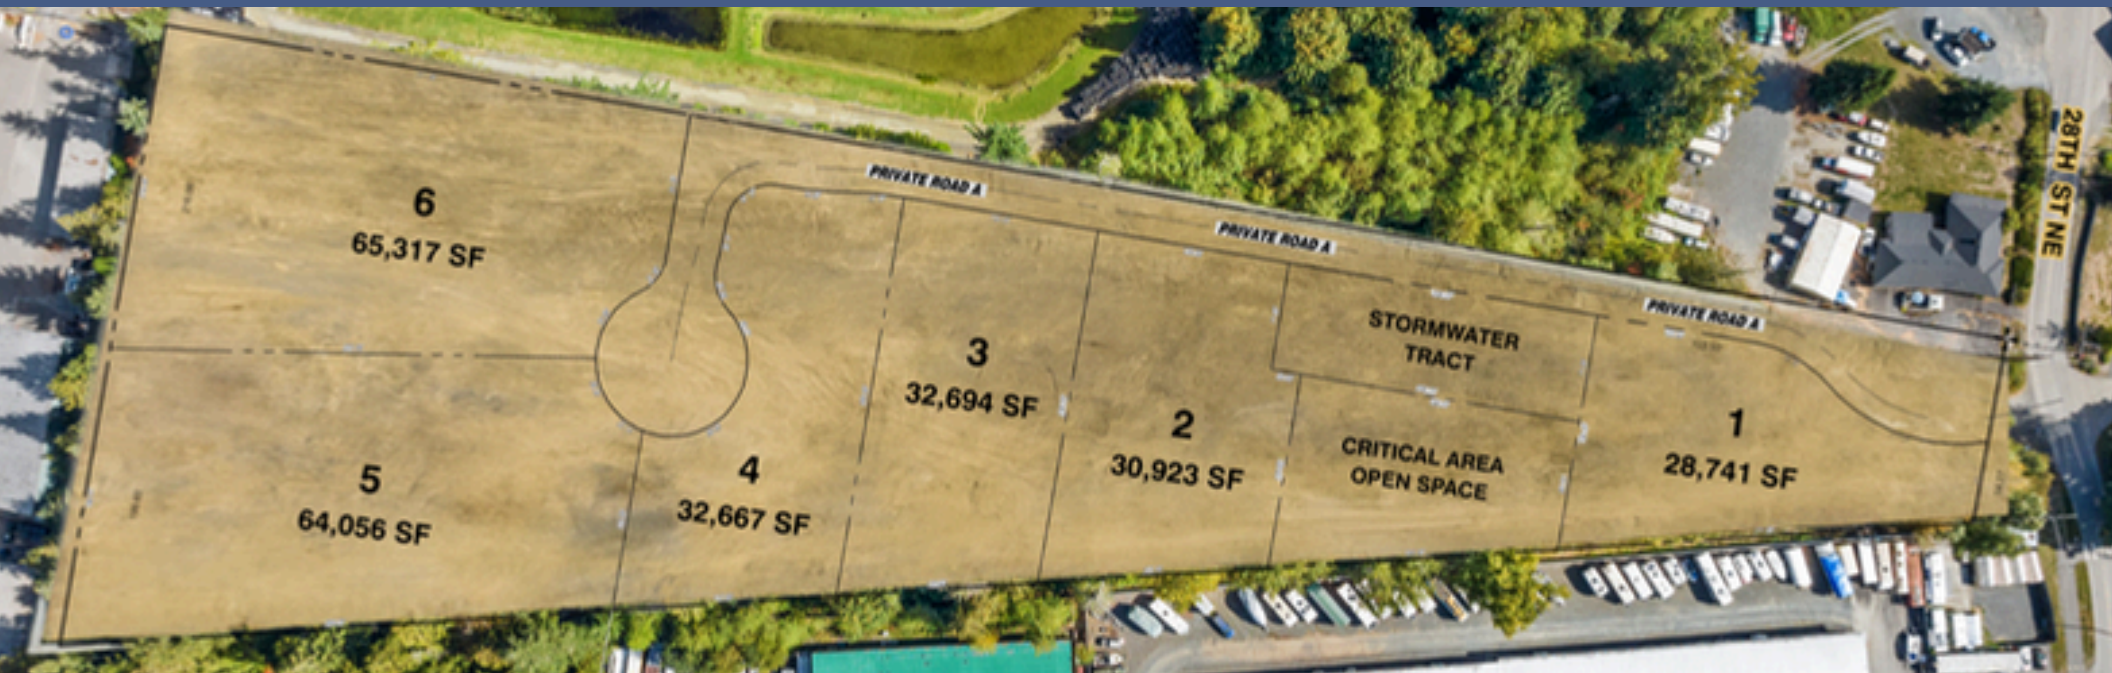 28TH ST NE
PRIVATE ROAD A
6
65,317 SF
PRIVATE ROAD A
PRIVATE ROAD A
STORMWATER
TRACT
3
32,694 SF
2
30,923 SF
1
28,741 SF
CRITICAL AREA
OPEN SPACE
5
64,056 SF
4
32,667 SF